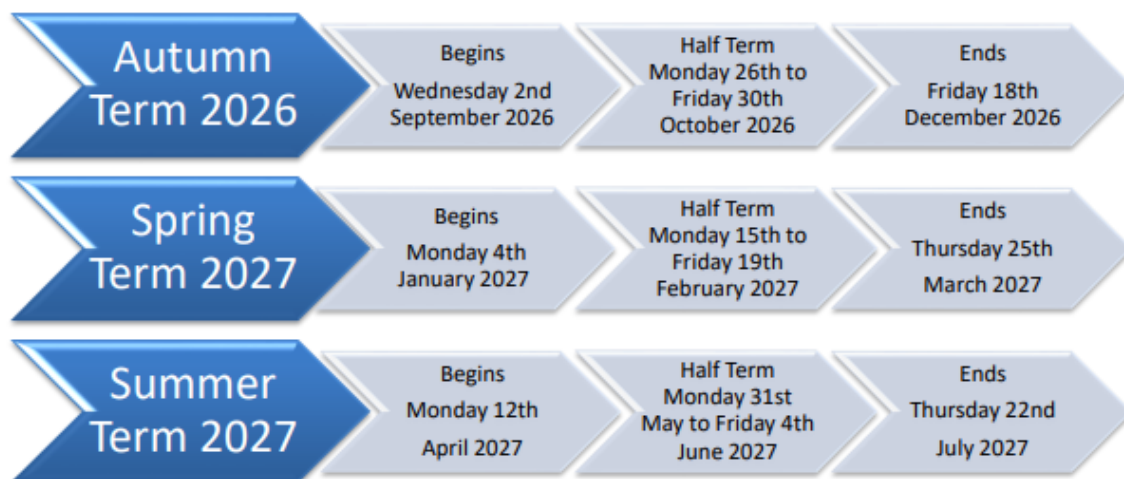 Autumn
Term 2026
Begins
Wednesday 2nd
September 2026
Half Term
Monday 26th to
Friday 30th
October 2026
Ends
Friday 18th
December 2026
Spring
Term 2027
Begins
Monday 4th
January 2027
Half Term
Monday 15th to
Friday 19th
February 2027
Ends
Thursday 25th
March 2027
Summer
Term 2027
Begins
Monday 12th
April 2027
Half Term
Monday 31st
May to Friday 4th
June 2027
Ends
Thursday 22nd
July 2027